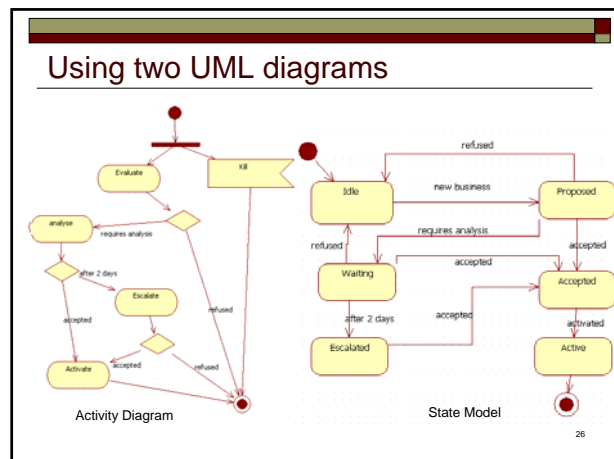 Using two UML diagrams
Evaluate
Kill
analyse
requires analysis
after 2 days
Escalate
refused
accepted
Activate
accepted
refused
Activity Diagram
refused
Idle
new business
Proposed
requires analysis
refused
accepted
Waiting
accepted
Accepted
after 2 days
accepted
activated
Escalated
Active
State Model
26